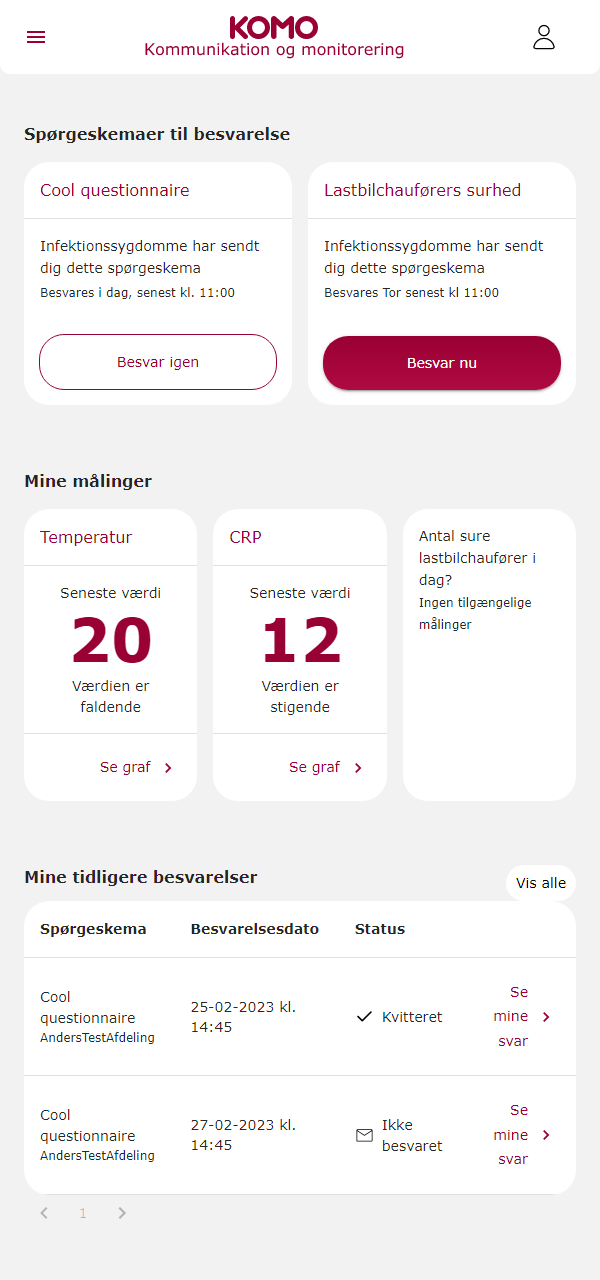 KOMO
Kommunikation og monitorering
Spørgeskemaer til besvarelse
Cool questionnaire
Infektionssygdomme har sendt
dig dette spørgeskema
Besvares i dag, senest kl. 11:00
Besvar igen
Lastbilchauførers surhed
Infektionssygdomme har sendt
dig dette spørgeskema
Besvares Tor senest kl 11:00
Besvar nu
Mine målinger
Temperatur
Seneste værdi
20
Værdien er
faldende
Se graf
CRP
Seneste værdi
12
Værdien er
stigende
Se graf
Antal sure
lastbilchaufører i
dag?
Ingen tilgængelige
målinger
Mine tidligere besvarelser
Vis alle
Spørgeskema Besvarelsesdato Status
Cool
questionnaire
AndersTestAfdeling
25-02-2023 kl.
14:45
Kvitteret
Se
mine
svar
Cool
questionnaire
AndersTestAfdeling
27-02-2023 kl.
14:45
Ikke
besvaret
Se
mine
svar
1